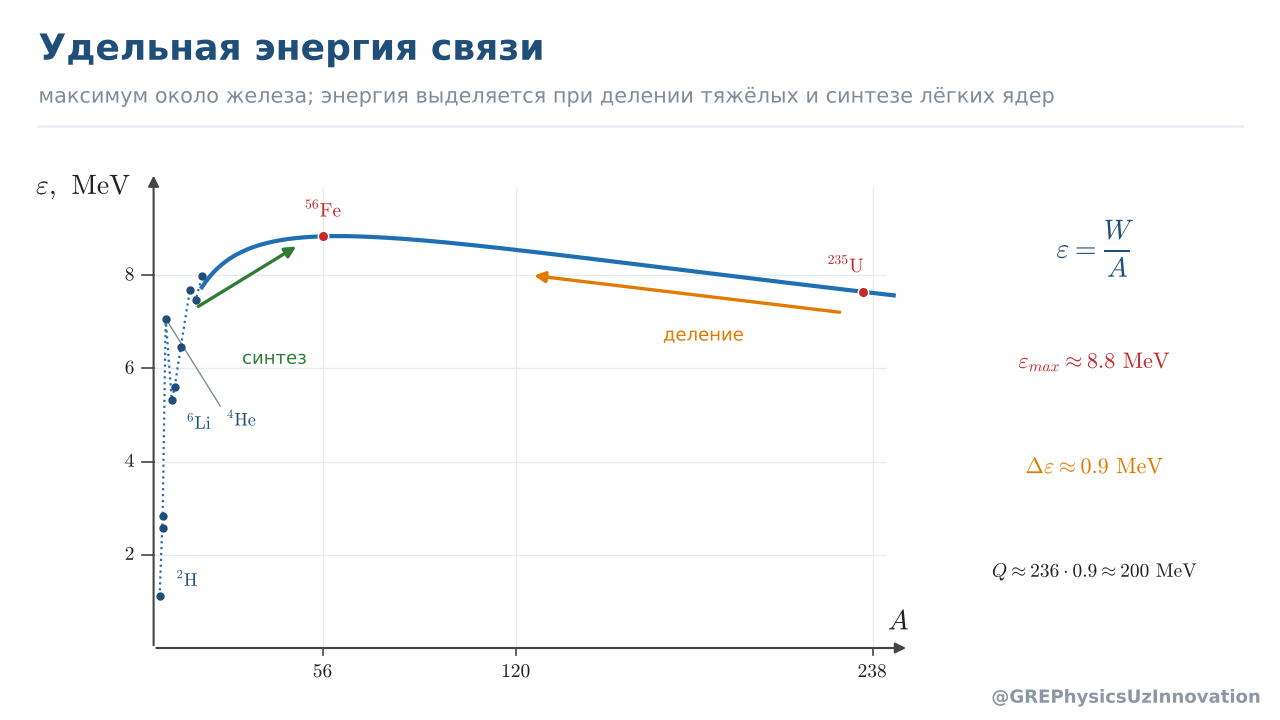 Удельная энергия связи
максимум около железа; энергия выделяется при делении тяжёлых и синтезе лёгких ядер
ε, MeV
⁵⁶Fe
²³⁵U
8
деление
синтез
6
⁶Li
⁴He
4
2
²H
A
56
120
238
ε = W/A
ε_max ≈ 8.8 MeV
Δε ≈ 0.9 MeV
Q ≈ 236 · 0.9 ≈ 200 MeV
@GREPhysicsUzInnovation